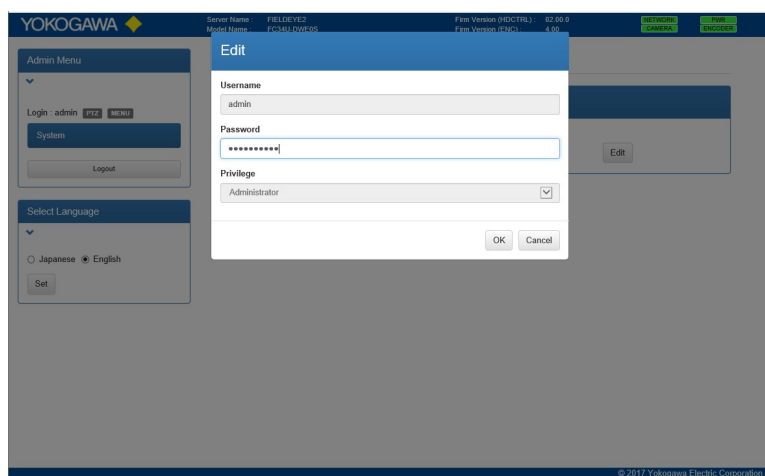 YOKOGAWA
Server Name : FIELDEYE2
Model Name : FC34U-DWE0S
Firm Version (HDCTRL) : 82.00.0
Firm Version (ENC) : 4.00
NETWORK PWR
CAMERA ENCODER
Admin Menu
Login : admin PTZ MENU
System
Logout
Select Language
Japanese English
Set
Edit
Username
admin
Password
••••••••••
Privilege
Administrator
OK Cancel
Edit
© 2017 Yokogawa Electric Corporation